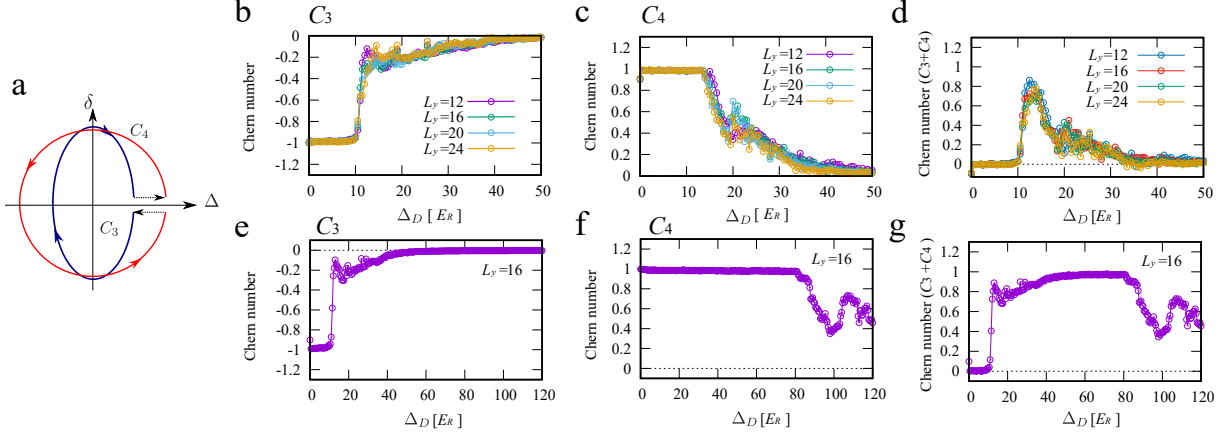 a
δ
C4
C3
Δ
b
C3
Chern number
0
-0.2
-0.4
-0.6
-0.8
-1
-1.2
Ly=12
Ly=16
Ly=20
Ly=24
0 10 20 30 40 50
ΔD [ER]
c
C4
Chern number
1.2
1
0.8
0.6
0.4
0.2
0
Ly=12
Ly=16
Ly=20
Ly=24
0 10 20 30 40 50
ΔD [ER]
d
Chern number (C3+C4)
1.2
1
0.8
0.6
0.4
0.2
0
Ly=12
Ly=16
Ly=20
Ly=24
0 10 20 30 40 50
ΔD [ER]
e
C3
Chern number
0
-0.2
-0.4
-0.6
-0.8
-1
-1.2
Ly=16
0 20 40 60 80 100 120
ΔD [ER]
f
C4
Chern number
1.2
1
0.8
0.6
0.4
0.2
0
Ly=16
0 20 40 60 80 100 120
ΔD [ER]
g
Chern number (C3+C4)
1.2
1
0.8
0.6
0.4
0.2
0
Ly=16
0 20 40 60 80 100 120
ΔD [ER]